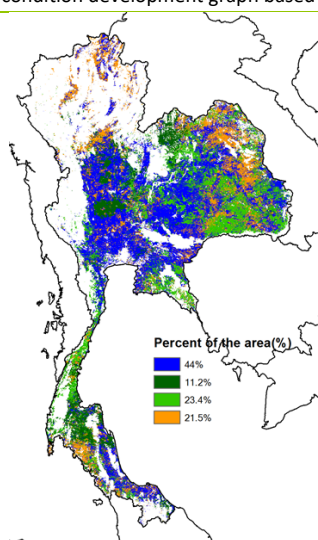 condition development graph based
Percent of the area(%)
44%
11.2%
23.4%
21.5%